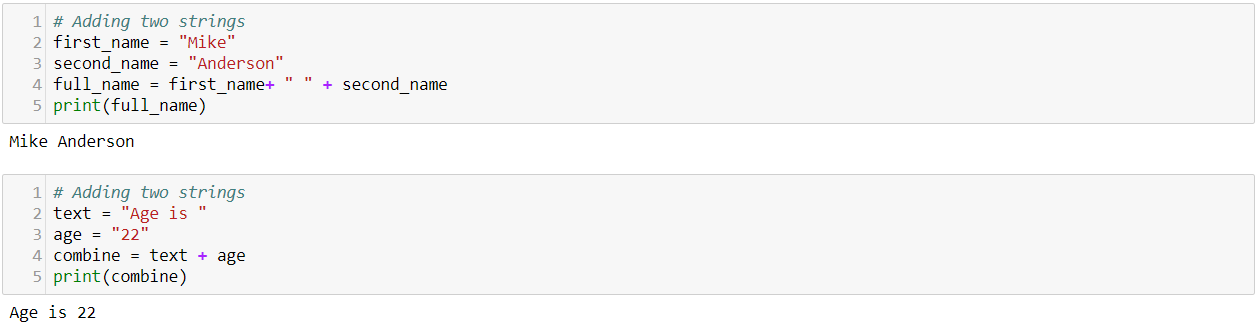 1 # Adding two strings
2 first_name = "Mike"
3 second_name = "Anderson"
4 full_name = first_name+ " " + second_name
5 print(full_name)
Mike Anderson
1 # Adding two strings
2 text = "Age is "
3 age = "22"
4 combine = text + age
5 print(combine)
Age is 22